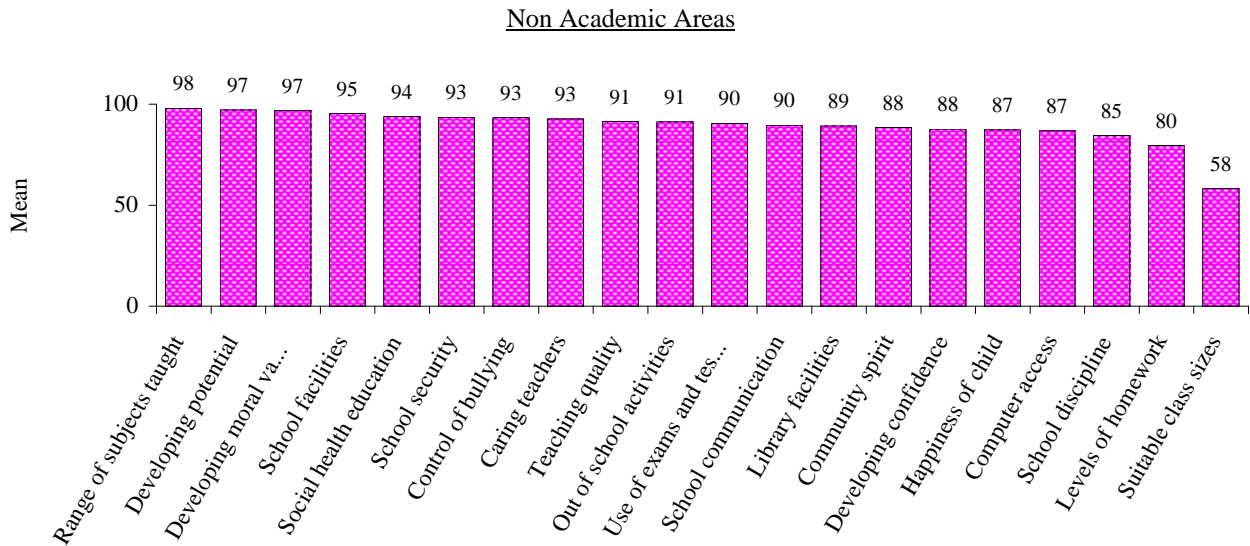 Non Academic Areas
98 97 97 95 94 93 93 93 91 91 90 90 89 88 88 87 87 85 80 58
100
50
0
Mean
Range of subjects taught
Developing potential
Developing moral va...
School facilities
Social health education
School security
Control of bullying
Caring teachers
Teaching quality
Out of school activities
Use of exams and tes...
School communication
Library facilities
Community spirit
Developing confidence
Happiness of child
Computer access
School discipline
Levels of homework
Suitable class sizes